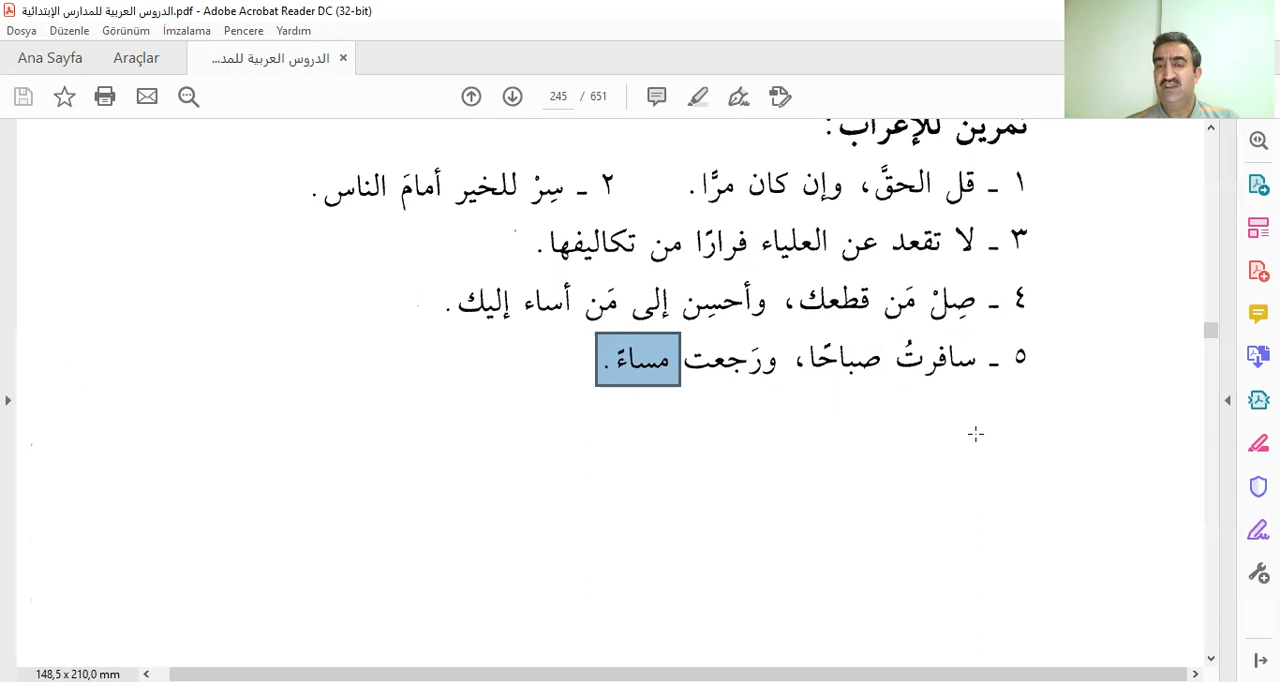 الدروس العربية للمدارس الإبتدائية.pdf - Adobe Acrobat Reader DC (32-bit)
Dosya Düzenle Görünüm İmzalama Pencere Yardım
Ana Sayfa Araçlar الدروس العربية للمد... ×
245 / 651
تمرين للإعراب :
١ ـ قل الحقَّ، وإن كان مرًّا . ٢ ـ سِرْ للخير أمامَ الناس .
٣ ـ لا تقعد عن العلياء فرارًا من تكاليفها .
٤ ـ صِلْ مَن قطعك، وأحسِن إلى مَن أساء إليك .
٥ ـ سافرتُ صباحًا، ورَجعت مساءً .
148,5 x 210,0 mm